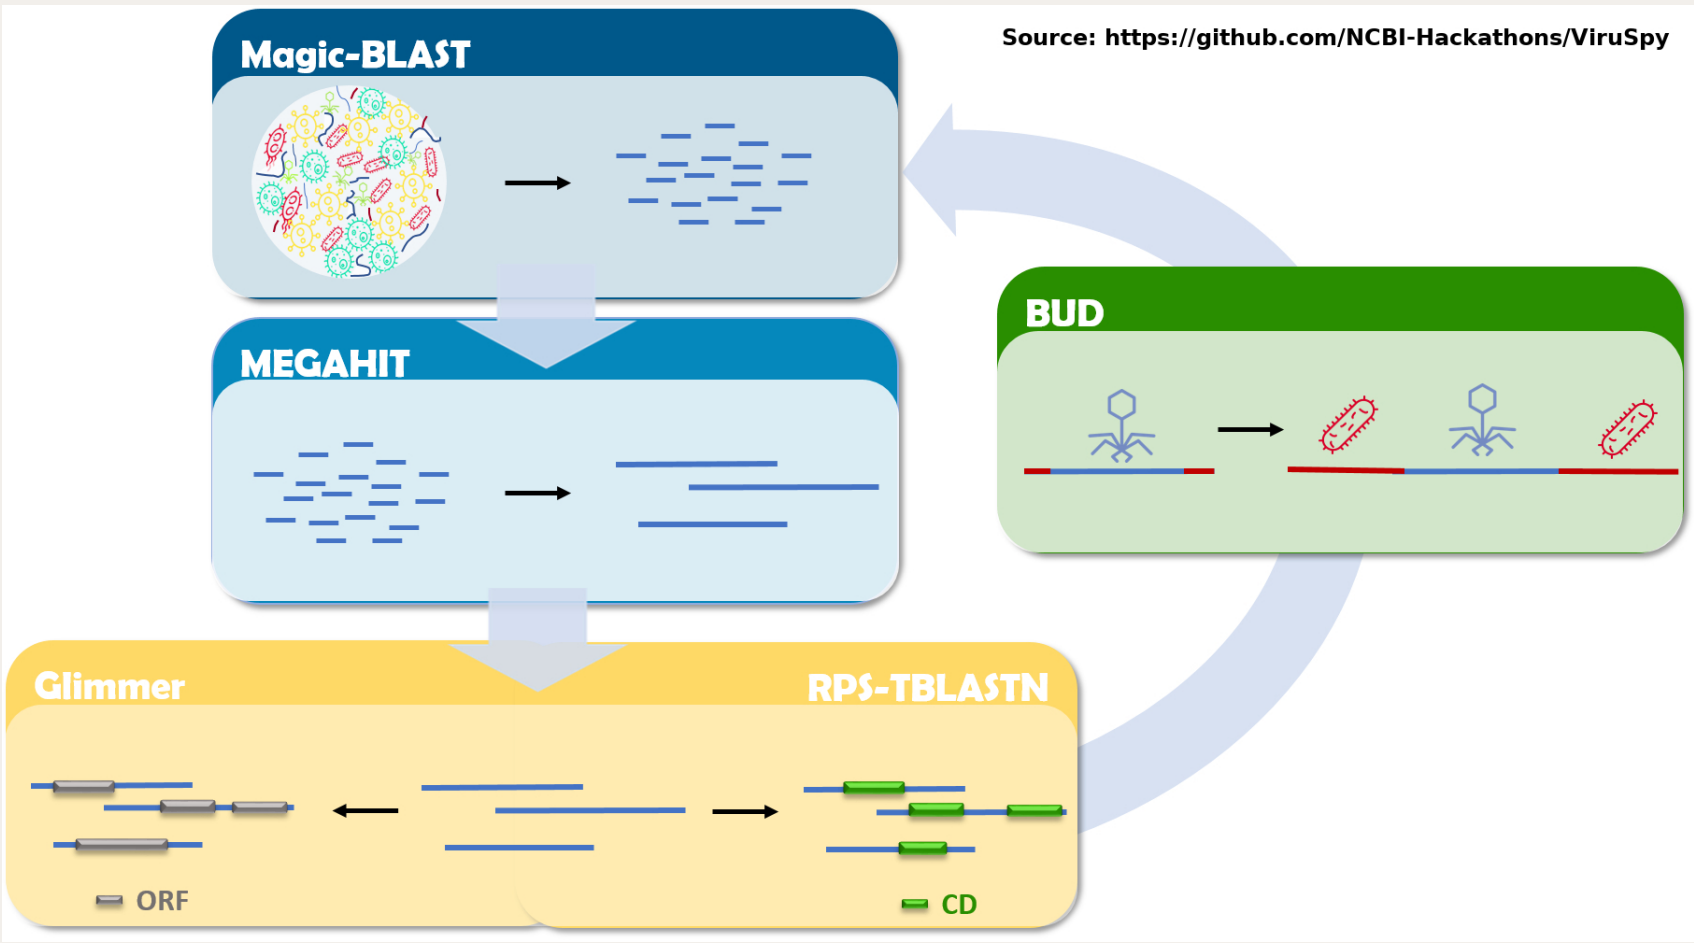 Magic-BLAST
Source: https://github.com/NCBI-Hackathons/ViruSpy
BUD
MEGAHIT
Glimmer
RPS-TBLASTN
ORF
CD